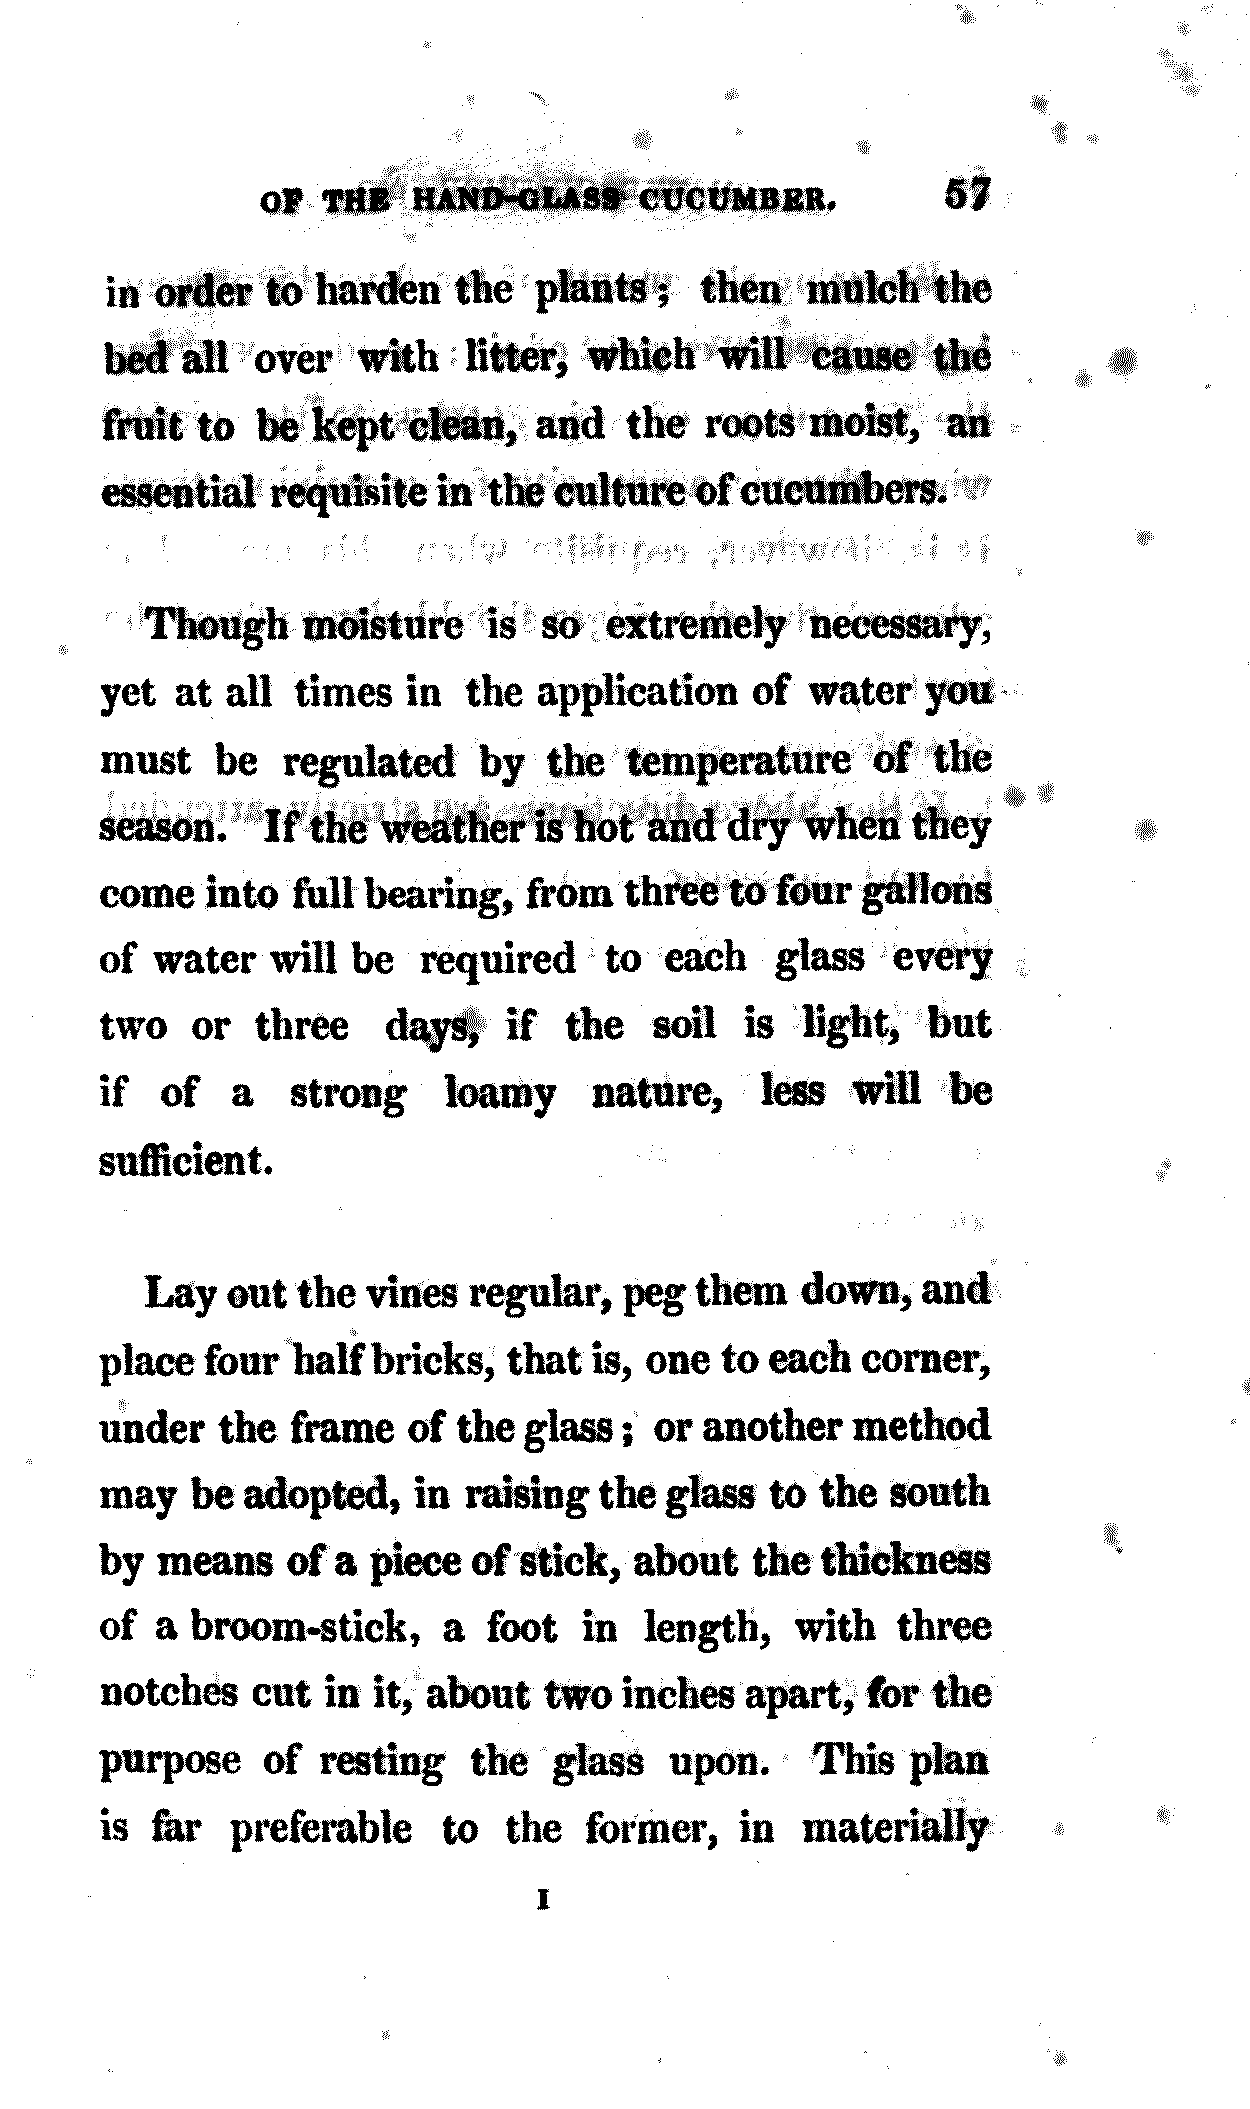 OF THE HAND-GLASS CUCUMBER. 57
in order to harden the plants; then mulch the
bed all over with litter, which will cause the
fruit to be kept clean, and the roots moist, an
essential requisite in the culture of cucumbers.
Though moisture is so extremely necessary,
yet at all times in the application of water you
must be regulated by the temperature of the
season. If the weather is hot and dry when they
come into full bearing, from three to four gallons
of water will be required to each glass every
two or three days, if the soil is light, but
if of a strong loamy nature, less will be
sufficient.
Lay out the vines regular, peg them down, and
place four half bricks, that is, one to each corner,
under the frame of the glass; or another method
may be adopted, in raising the glass to the south
by means of a piece of stick, about the thickness
of a broom-stick, a foot in length, with three
notches cut in it, about two inches apart, for the
purpose of resting the glass upon. This plan
is far preferable to the former, in materially
I